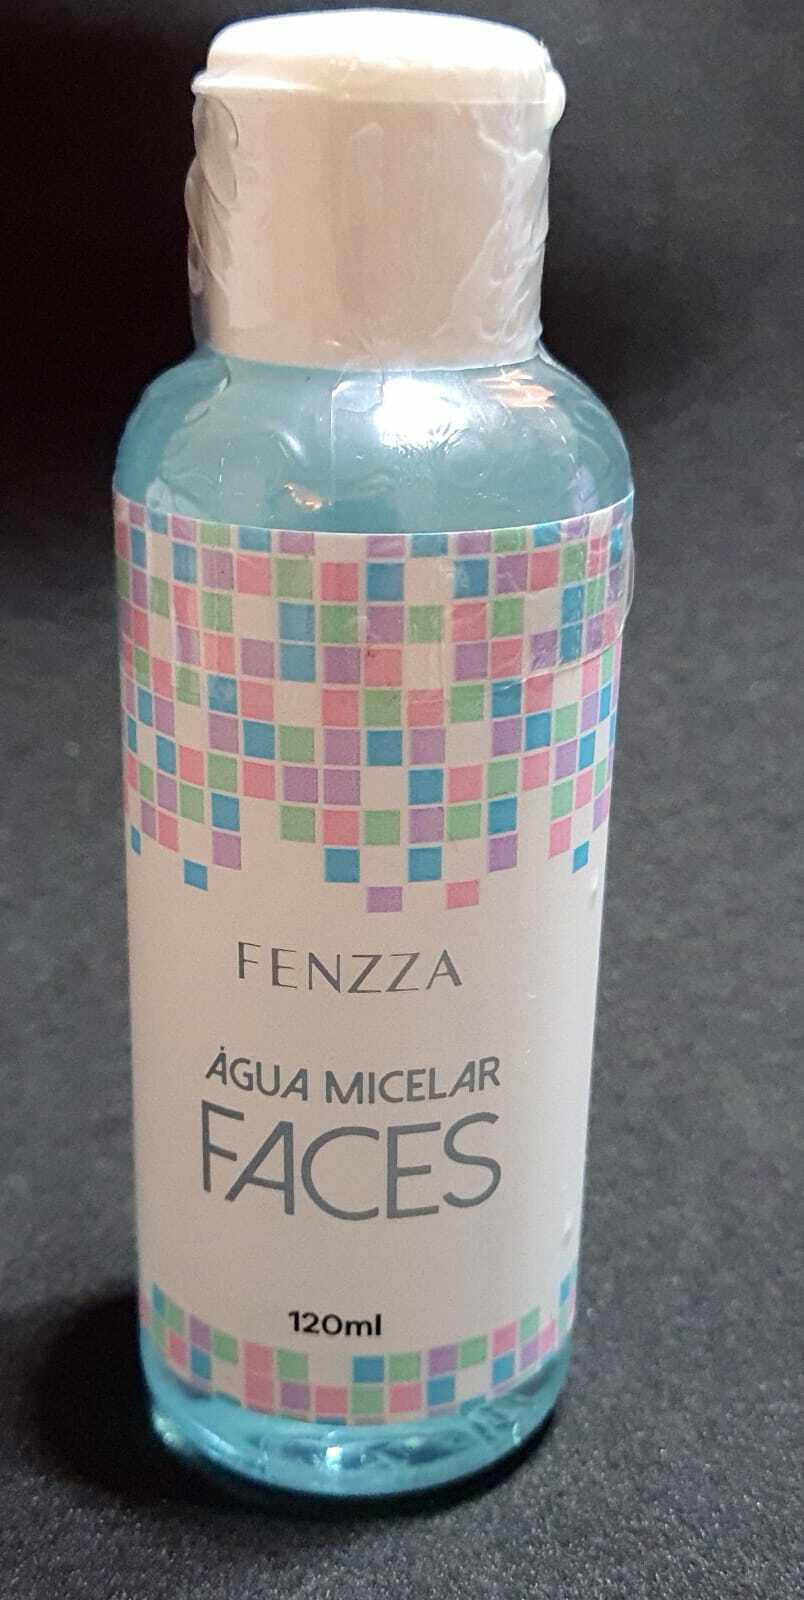 FENZZA
ÁGUA MICELAR
FACES
120ml